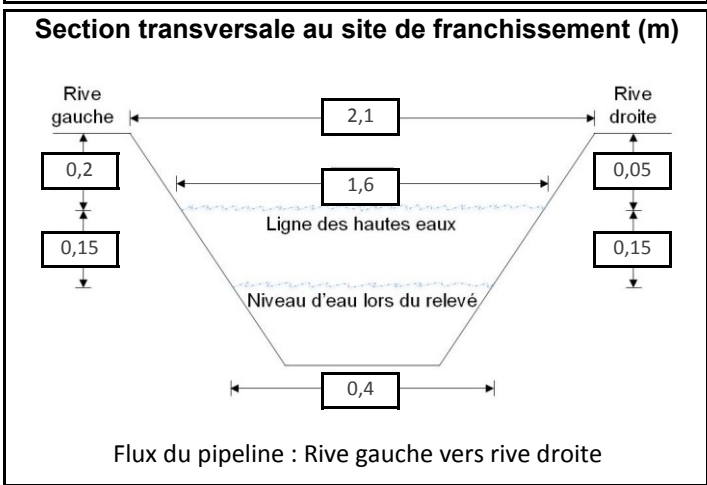 Section transversale au site de franchissement (m)
Rive
gauche
2,1
Rive
droite
0,2
1,6
0,05
Ligne des hautes eaux
0,15
0,15
Niveau d'eau lors du relevé
0,4
Flux du pipeline : Rive gauche vers rive droite